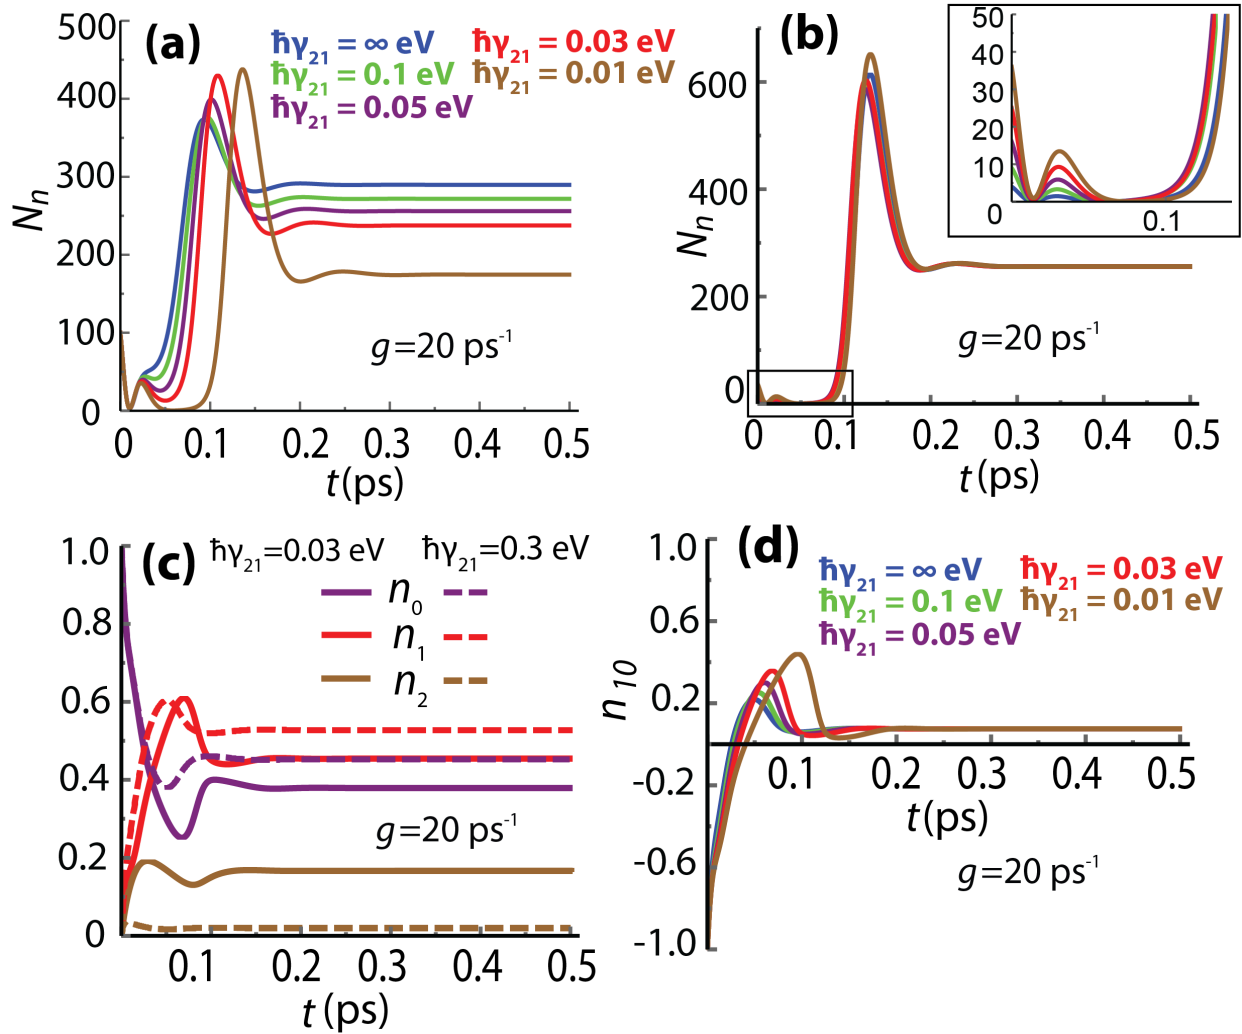 (a)
ħγ21 = ∞ eV
ħγ21 = 0.03 eV
ħγ21 = 0.1 eV
ħγ21 = 0.01 eV
ħγ21 = 0.05 eV
500
400
300
200
100
0
Nn
g=20 ps-1
0 0.1 0.2 0.3 0.4 0.5
t(ps)
(b)
600
400
200
0
Nn
50
40
30
20
10
0
0.1
g=20 ps-1
0 0.1 0.2 0.3 0.4 0.5
t(ps)
(c)
ħγ21=0.03 eV ħγ21=0.3 eV
n0
n1
n2
1.0
0.8
0.6
0.4
0.2
0
g=20 ps-1
0.1 0.2 0.3 0.4 0.5
t(ps)
(d)
ħγ21 = ∞ eV
ħγ21 = 0.03 eV
ħγ21 = 0.1 eV
ħγ21 = 0.01 eV
ħγ21 = 0.05 eV
1.0
0.6
0.2
-0.2
-0.6
-1.0
n10
0.1 0.2 0.3 0.4 0.5
t(ps)
g=20 ps-1